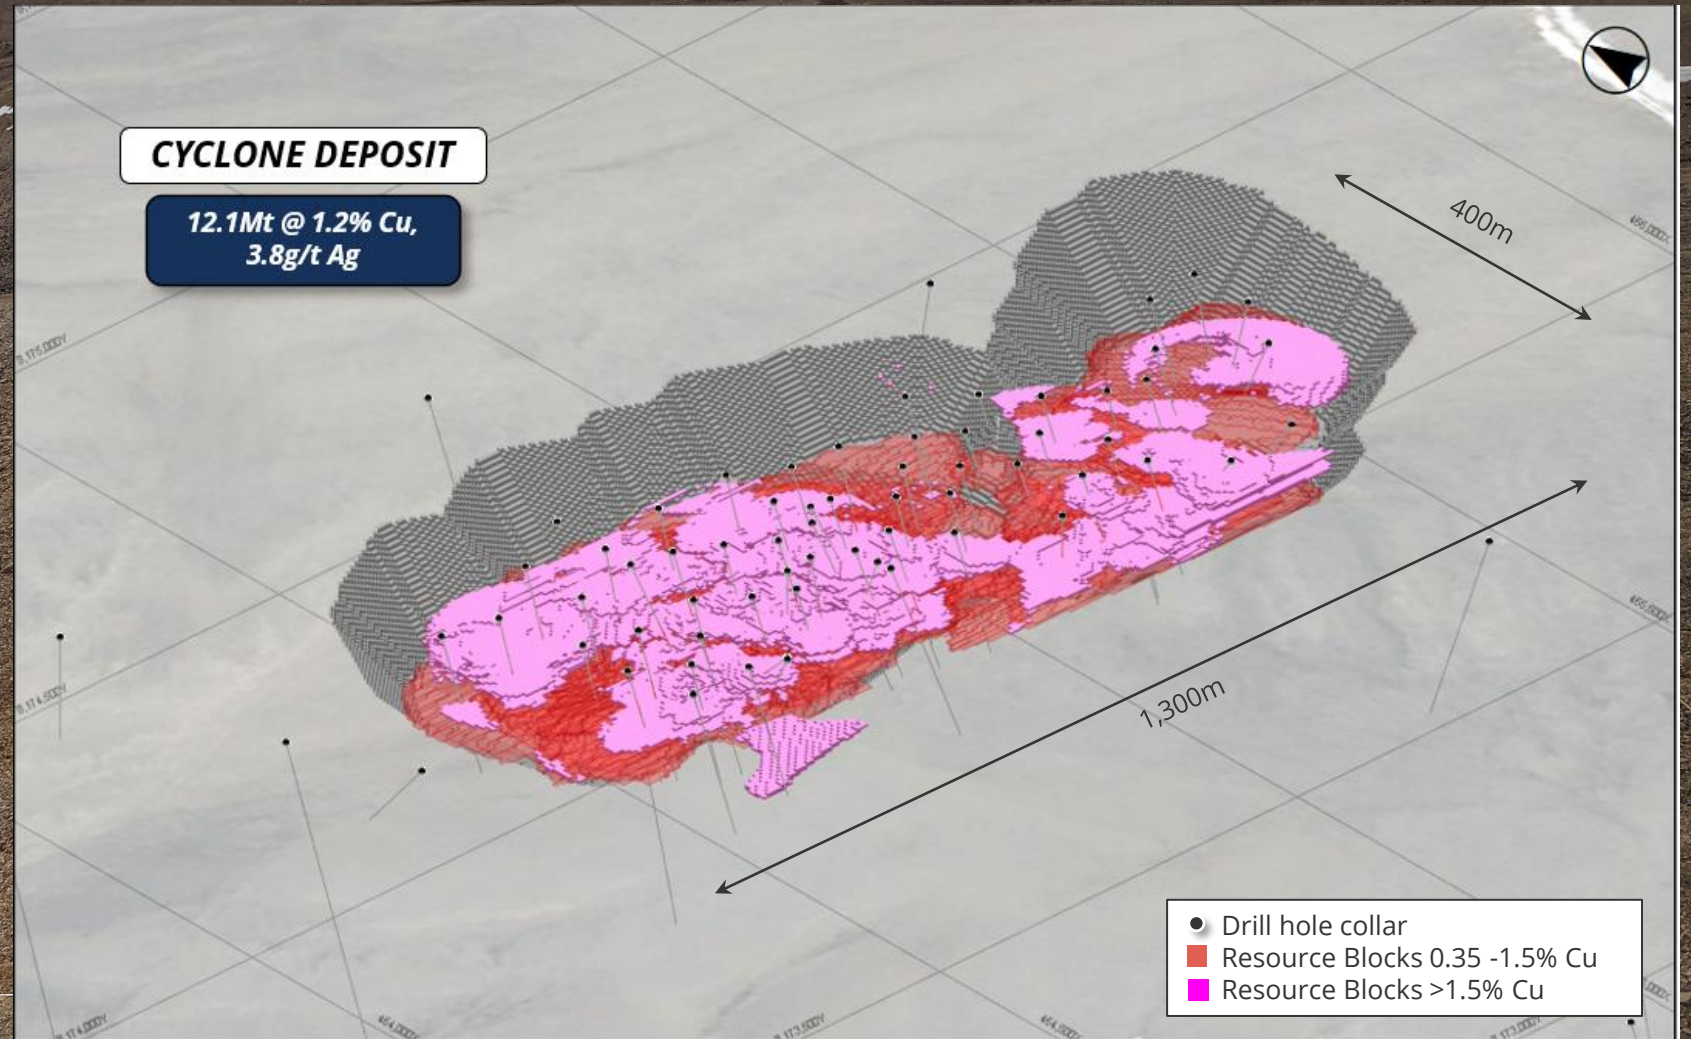 CYCLONE DEPOSIT
12.1Mt @ 1.2% Cu,
3.8g/t Ag
400m
1,300m
Drill hole collar
Resource Blocks 0.35 -1.5% Cu
Resource Blocks >1.5% Cu